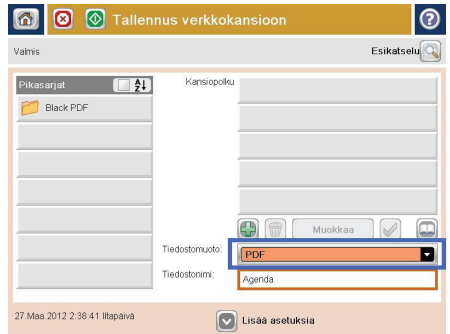 Tallennus verkkokansioon
Valmis
Esikatselu
Pikasarjat
Kansiopolku
Black PDF
Muokkaa
Tiedostomuoto:
PDF
Tiedostonimi:
Agenda
27.Maa.2012 2:38:41 Iltapäivä
Lisää asetuksia